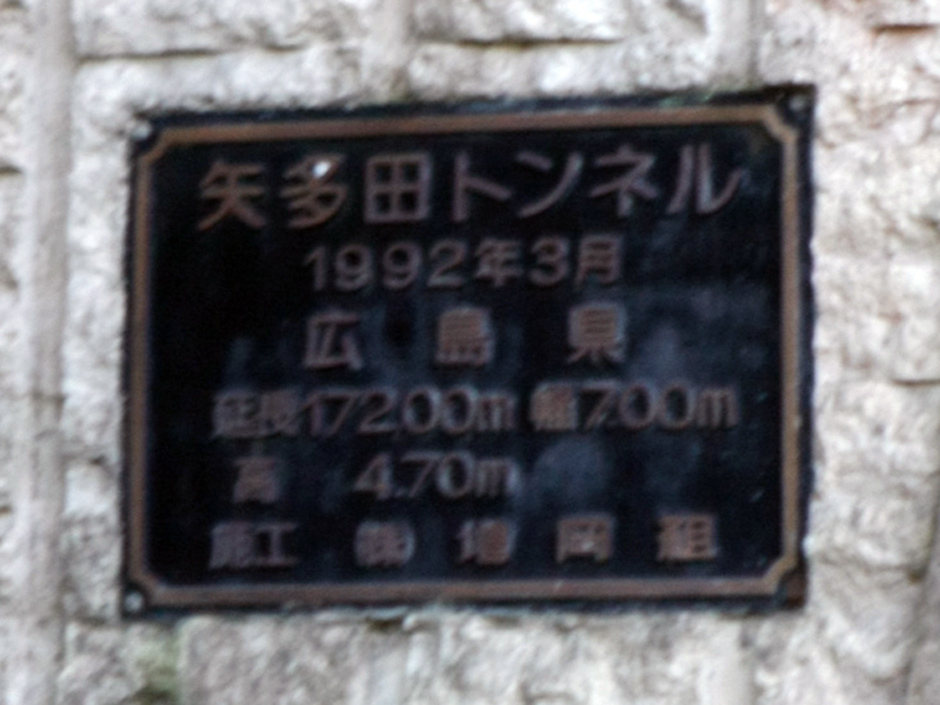 矢多田トンネル
1992年3月
広島県
延長172.00m 幅7.00m
高 4.70m
施工 ㈱ 地岡組